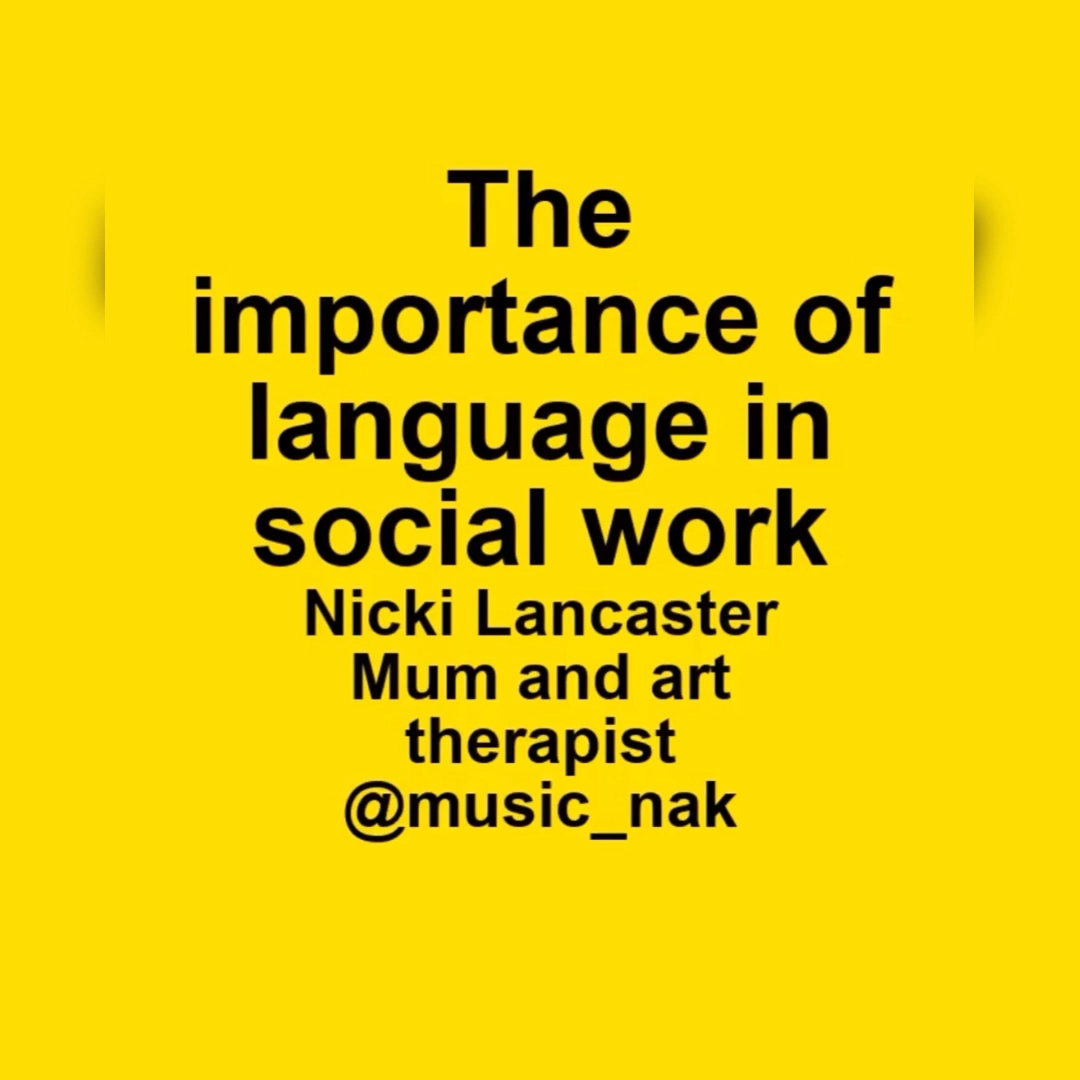 The
importance of
language in
social work
Nicki Lancaster
Mum and art
therapist
@music_nak